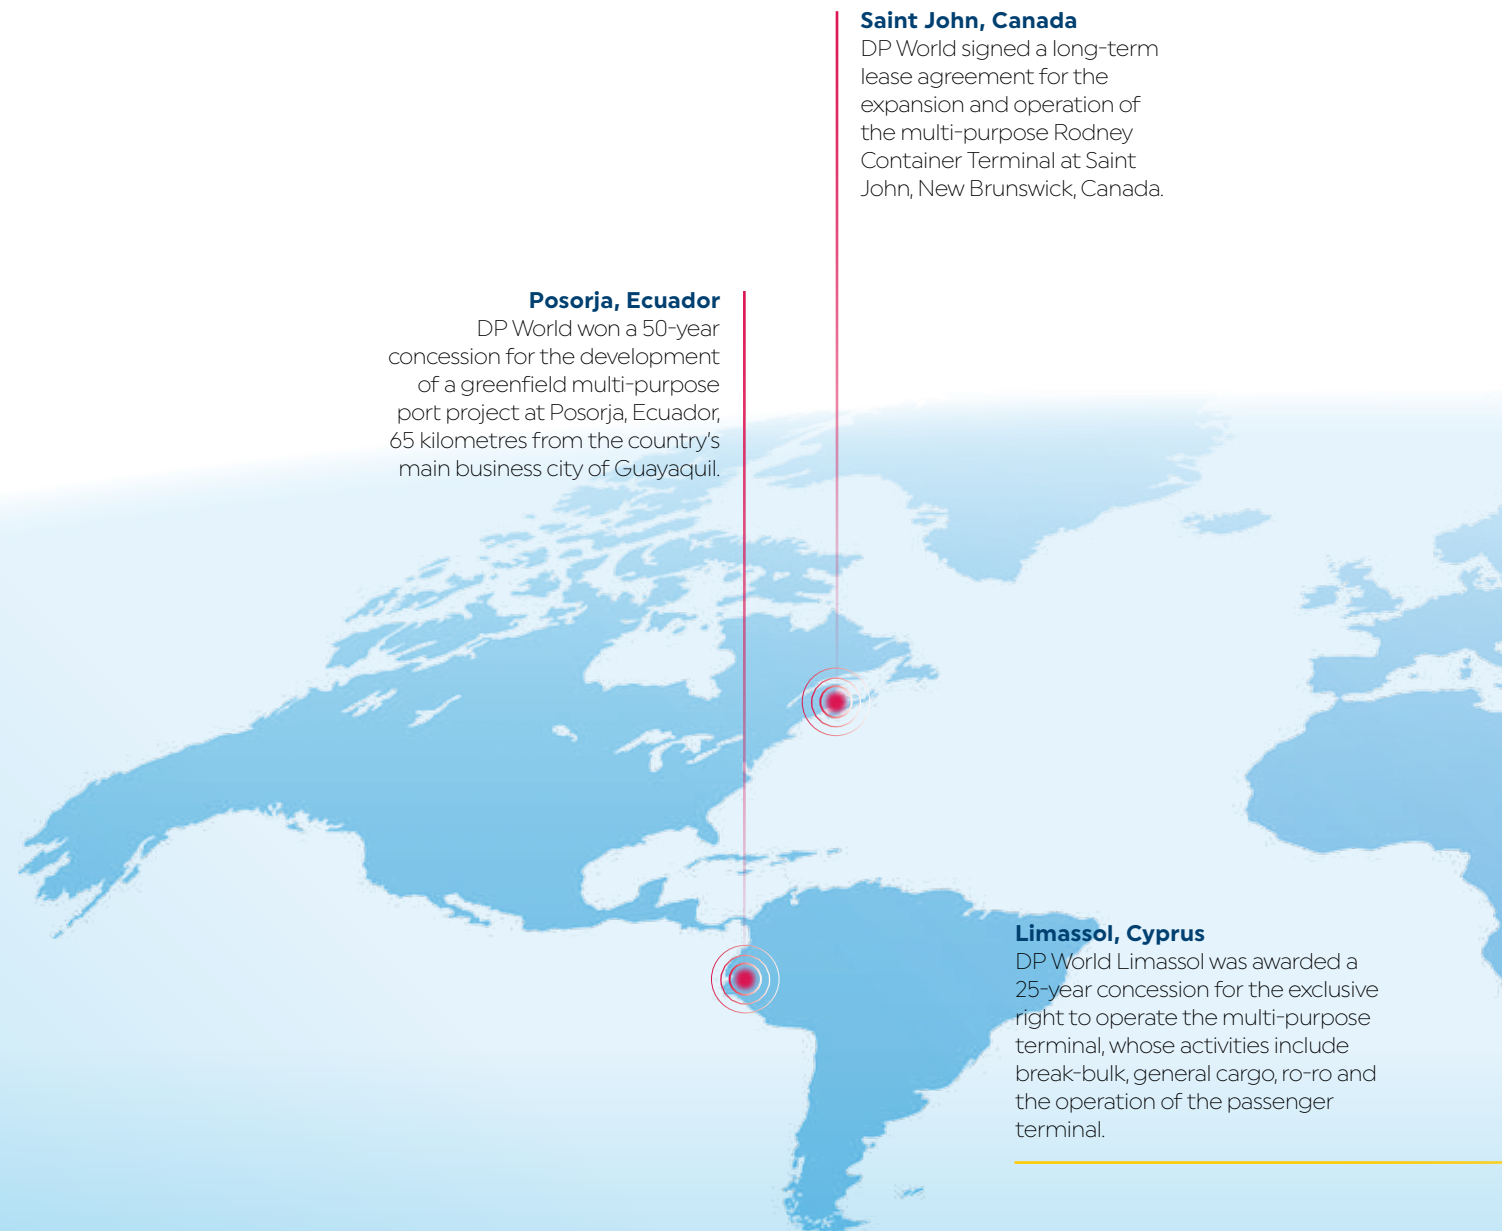 Saint John, Canada
DP World signed a long-term
lease agreement for the
expansion and operation of
the multi-purpose Rodney
Container Terminal at Saint
John, New Brunswick, Canada.
Posorja, Ecuador
DP World won a 50-year
concession for the development
of a greenfield multi-purpose
port project at Posorja, Ecuador,
65 kilometres from the country's
main business city of Guayaquil.
Limassol, Cyprus
DP World Limassol was awarded a
25-year concession for the exclusive
right to operate the multi-purpose
terminal, whose activities include
break-bulk, general cargo, ro-ro and
the operation of the passenger
terminal.